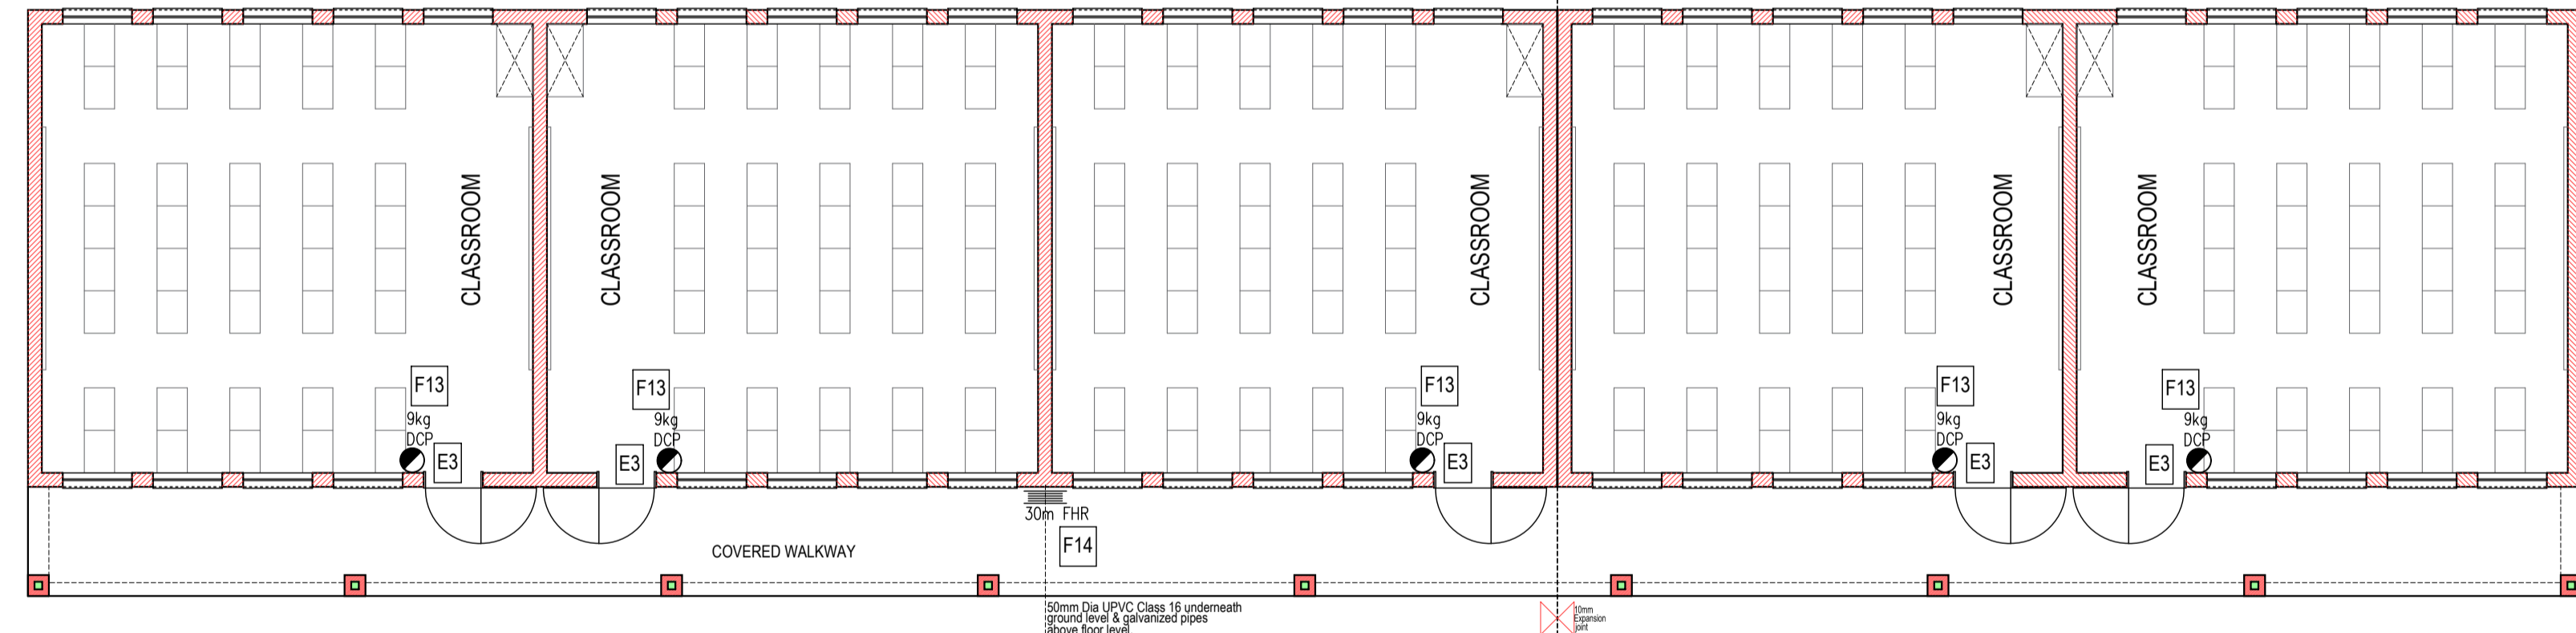 CLASSROOM
CLASSROOM
CLASSROOM
CLASSROOM
CLASSROOM
F13
9kg
DCP
E3
F13
9kg
DCP
E3
F13
9kg
DCP
E3
F13
9kg
DCP
E3
F13
9kg
DCP
E3
30m FHR
F14
COVERED WALKWAY
50mm Dia UPVC Class 16 underneath
ground level & galvanized pipes
above floor level
10mm
Expansion
joint